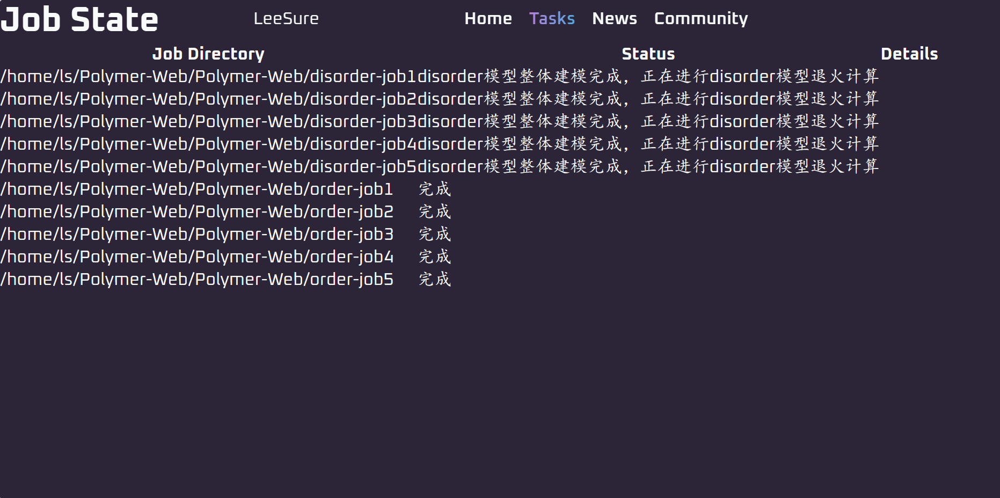 Job State LeeSure Home Tasks News Community
Job Directory Status Details
/home/ls/Polymer-Web/Polymer-Web/disorder-job1 disorder模型整体建模完成，正在进行disorder模型退火计算
/home/ls/Polymer-Web/Polymer-Web/disorder-job2 disorder模型整体建模完成，正在进行disorder模型退火计算
/home/ls/Polymer-Web/Polymer-Web/disorder-job3 disorder模型整体建模完成，正在进行disorder模型退火计算
/home/ls/Polymer-Web/Polymer-Web/disorder-job4 disorder模型整体建模完成，正在进行disorder模型退火计算
/home/ls/Polymer-Web/Polymer-Web/disorder-job5 disorder模型整体建模完成，正在进行disorder模型退火计算
/home/ls/Polymer-Web/Polymer-Web/order-job1 完成
/home/ls/Polymer-Web/Polymer-Web/order-job2 完成
/home/ls/Polymer-Web/Polymer-Web/order-job3 完成
/home/ls/Polymer-Web/Polymer-Web/order-job4 完成
/home/ls/Polymer-Web/Polymer-Web/order-job5 完成